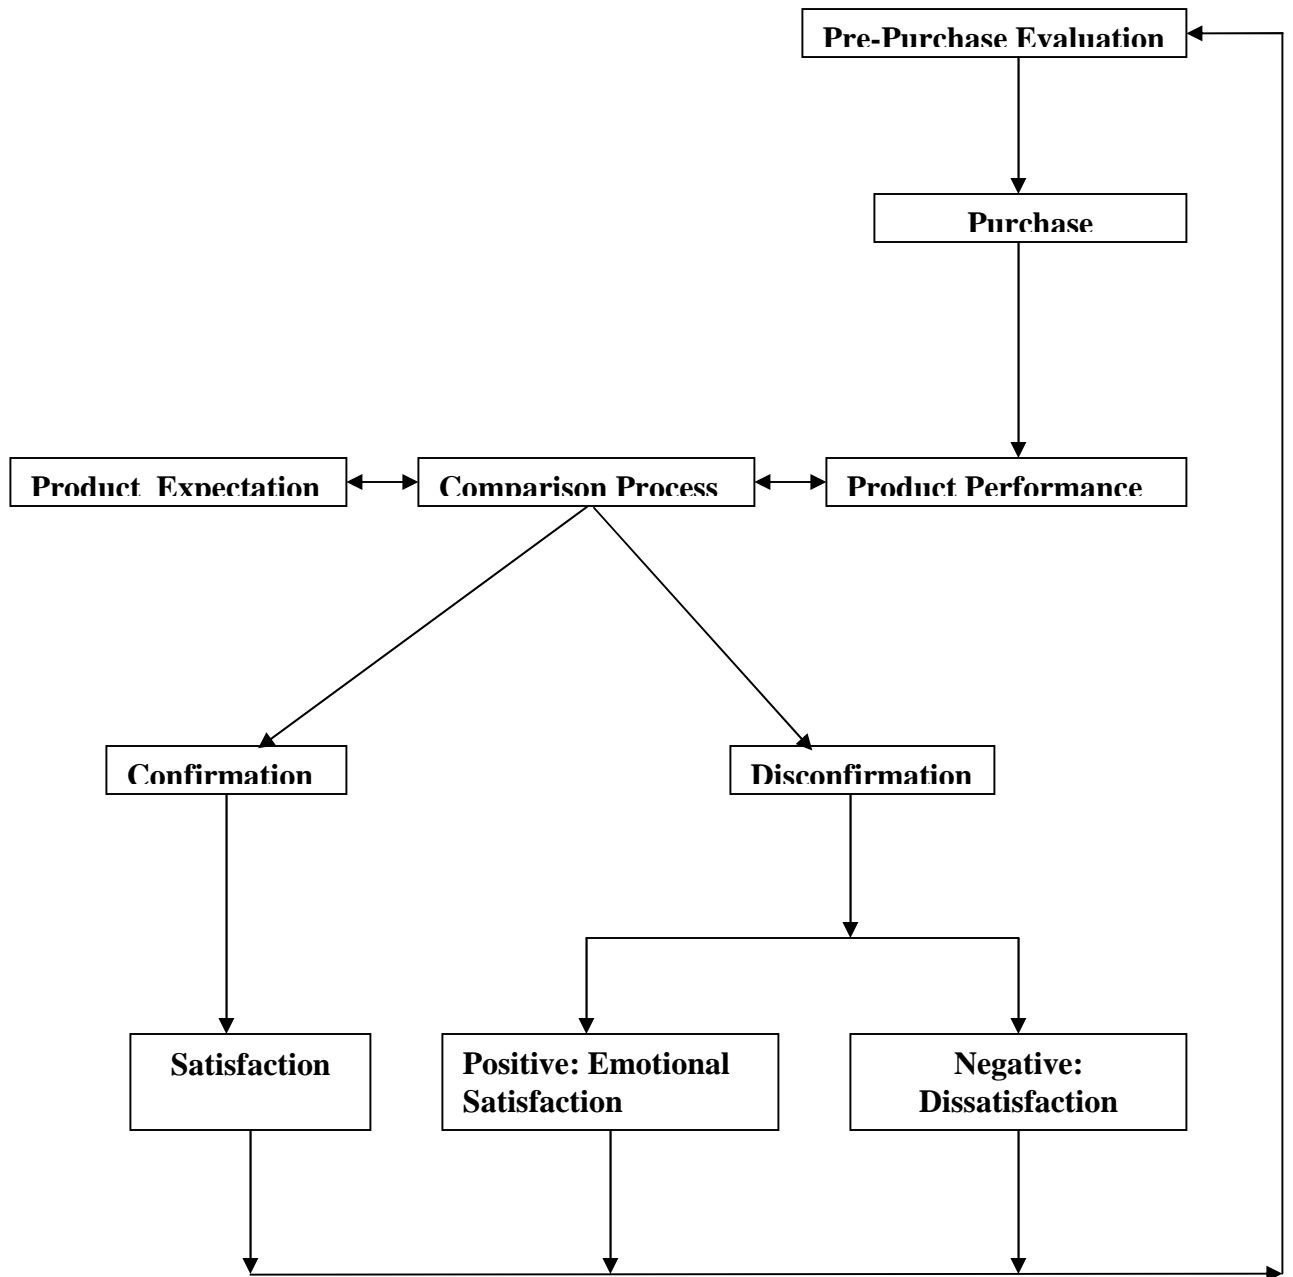 Pre-Purchase Evaluation
Purchase
Product Expectation
Comparison Process
Product Performance
Confirmation
Disconfirmation
Satisfaction
Positive: Emotional
Satisfaction
Negative:
Dissatisfaction